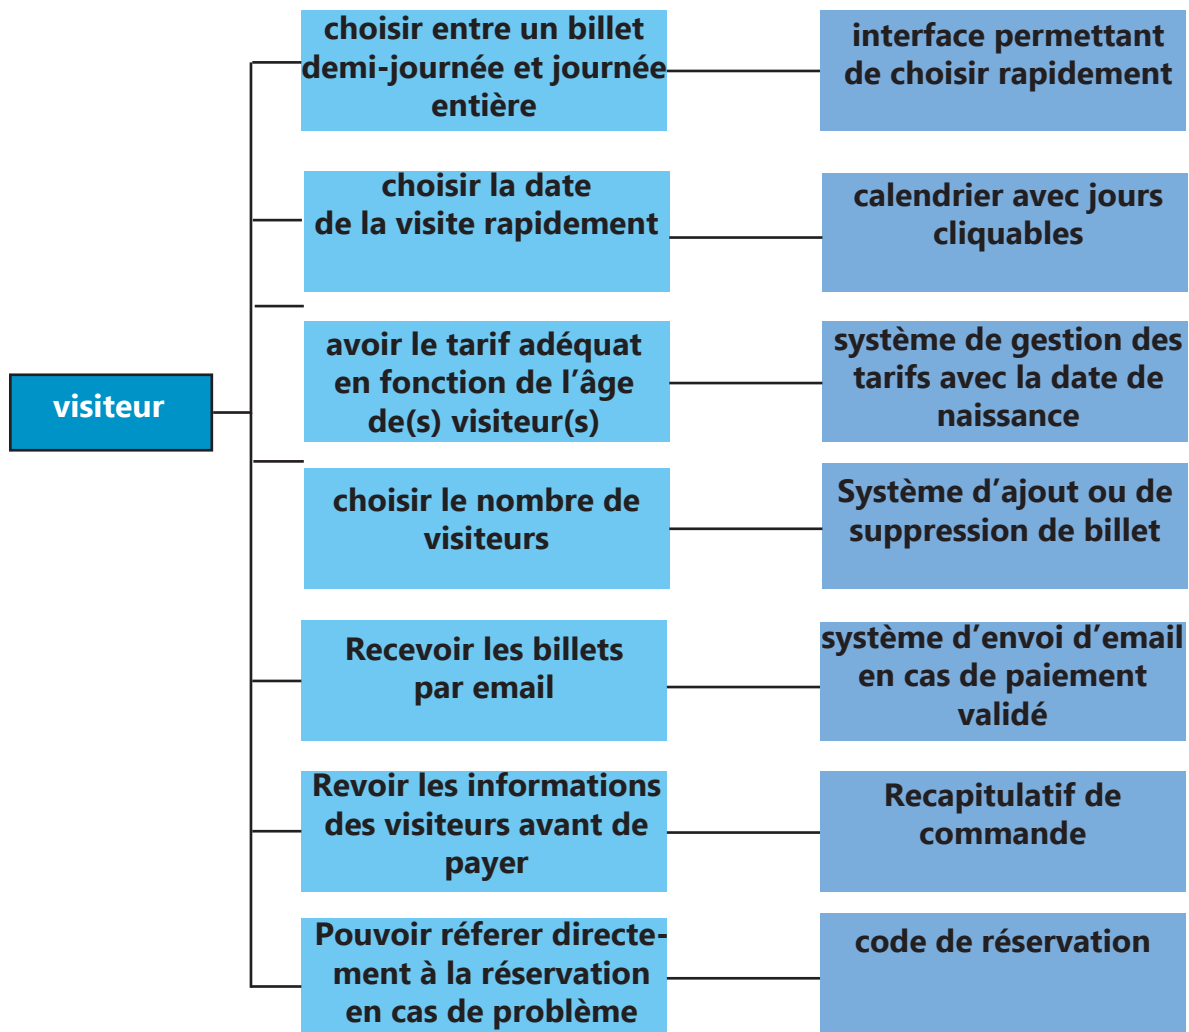 choisir entre un billet
demi-journée et journée
entière
interface permettant
de choisir rapidement
choisir la date
de la visite rapidement
calendrier avec jours
cliquables
visiteur
avoir le tarif adéquat
en fonction de l’âge
de(s) visiteur(s)
système de gestion des
tarifs avec la date de
naissance
choisir le nombre de
visiteurs
Système d’ajout ou de
suppression de billet
Recevoir les billets
par email
système d’envoi d’email
en cas de paiement
validé
Revoir les informations
des visiteurs avant de
payer
Recapitulatif de
commande
Pouvoir réferer directe-
ment à la réservation
en cas de problème
code de réservation